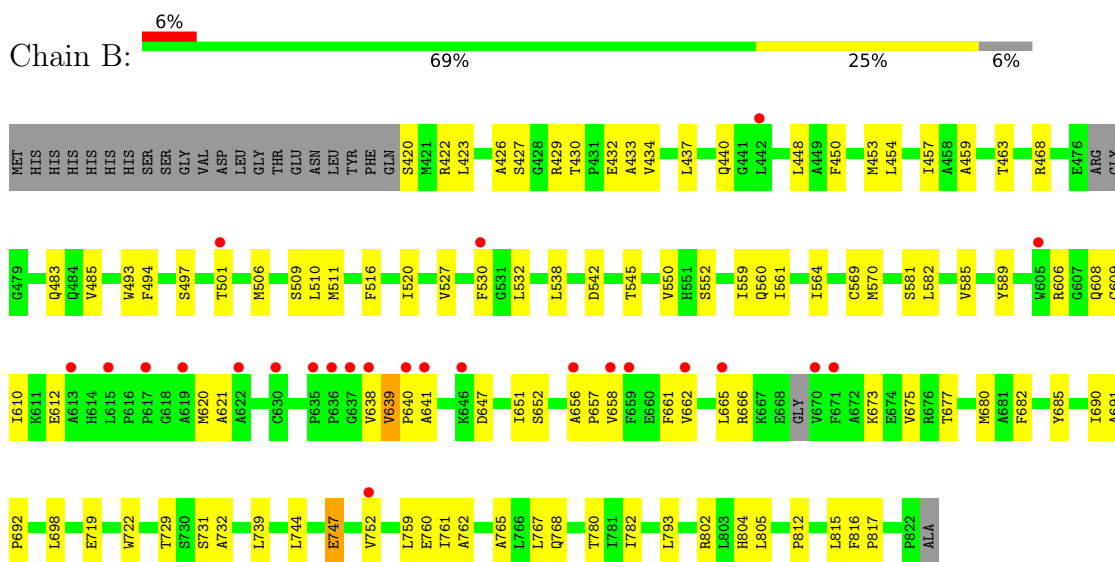 6%
Chain B:
69% 25% 6%
MET HIS HIS HIS HIS HIS HIS SER SER GLY VAL ASP LEU GLY THR GLU ASN LEU TYR PHE GLN S420 M421 R422 L423 A426 S427 G428 R429 T430 P431 E432 A433 V434 L437 Q440 G441 L442 L448 A449 F450 M453 L454 I457 A458 A459 T463 R468 E476 ARG GLY
G479 Q483 Q484 V485 W493 F494 S497 T501 M506 S509 L510 M511 F516 I520 V527 F530 G531 L532 L538 D542 T545 V550 H551 S552 I559 Q560 I561 I564 C569 M570 S581 L582 V585 Y589 W605 R606 G607 Q608 G609
I610 K611 E612 A613 H614 L615 P616 P617 G618 A619 M620 A621 A622 C630 P635 P636 G637 V638 V639 P640 A641 K646 D647 I651 S652 A656 P657 V658 F659 E660 F661 V662 L665 R666 K667 E668 GLY V670 F671 A672 K673 E674 V675 R676 T677 M680 A681 F682 Y685 I690 A691
P692 L698 E719 W722 T729 S730 S731 A732 L739 L744 E747 V752 L759 E760 I761 A762 A765 L766 L767 Q768 T780 I781 I782 L793 R802 L803 H804 L805 P812 L815 F816 P817 P822 ALA